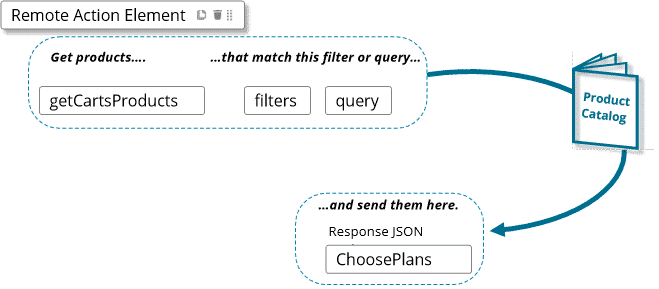 Remote Action Element
Get products....
...that match this filter or query...
getCartsProducts
filters
query
Product
Catalog
...and send them here.
Response JSON
ChoosePlans